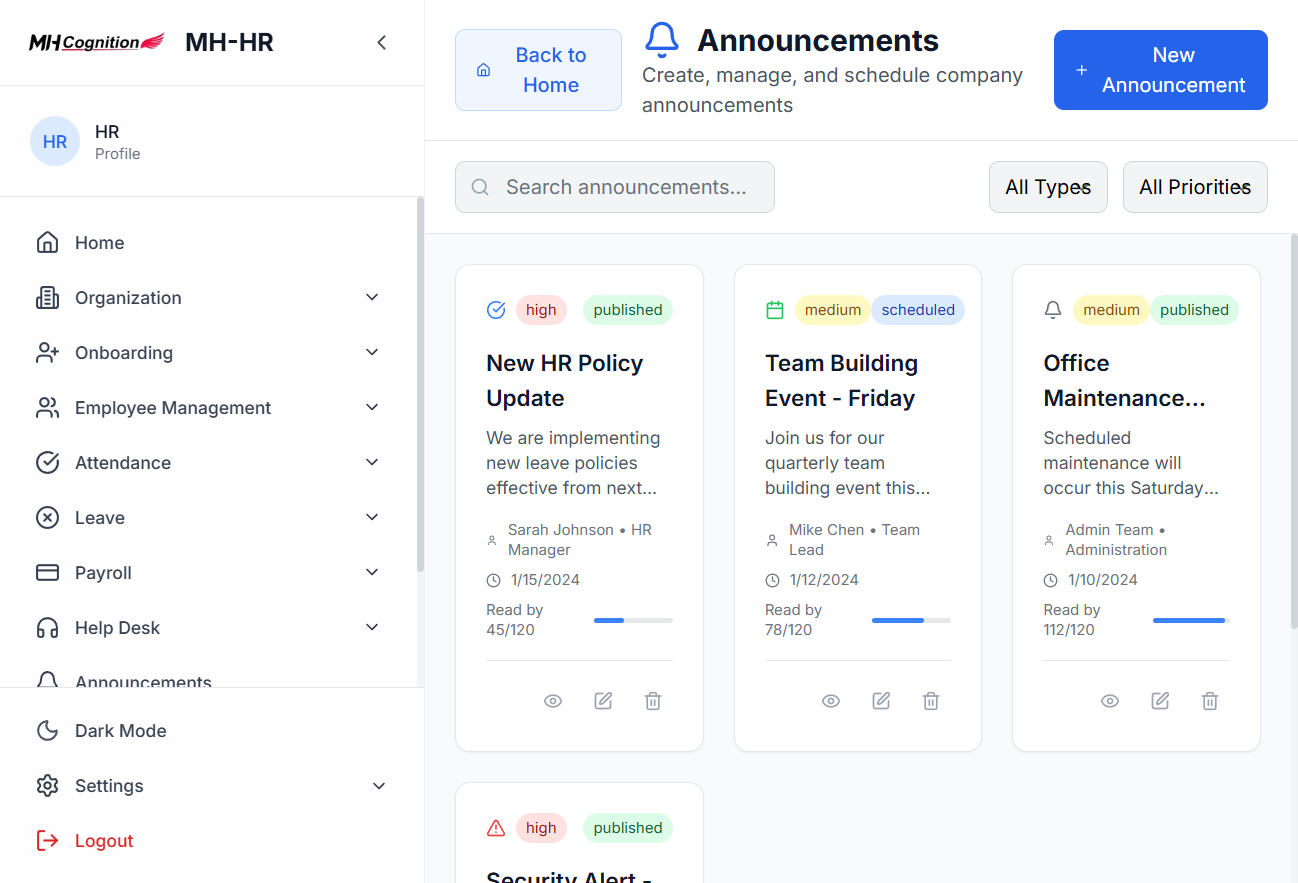 MH Cognition
MH-HR
HR
HR
Profile
Home
Organization
Onboarding
Employee Management
Attendance
Leave
Payroll
Help Desk
Announcements
Dark Mode
Settings
Logout
Back to
Home
Announcements
Create, manage, and schedule company
announcements
+ New
Announcement
Search announcements...
All Types
All Priorities
high
published
New HR Policy
Update
We are implementing
new leave policies
effective from next...
Sarah Johnson • HR
Manager
1/15/2024
Read by
45/120
medium
scheduled
Team Building
Event - Friday
Join us for our
quarterly team
building event this...
Mike Chen • Team
Lead
1/12/2024
Read by
78/120
medium
published
Office
Maintenance...
Scheduled
maintenance will
occur this Saturday...
Admin Team •
Administration
1/10/2024
Read by
112/120
high
published
Security Alert -